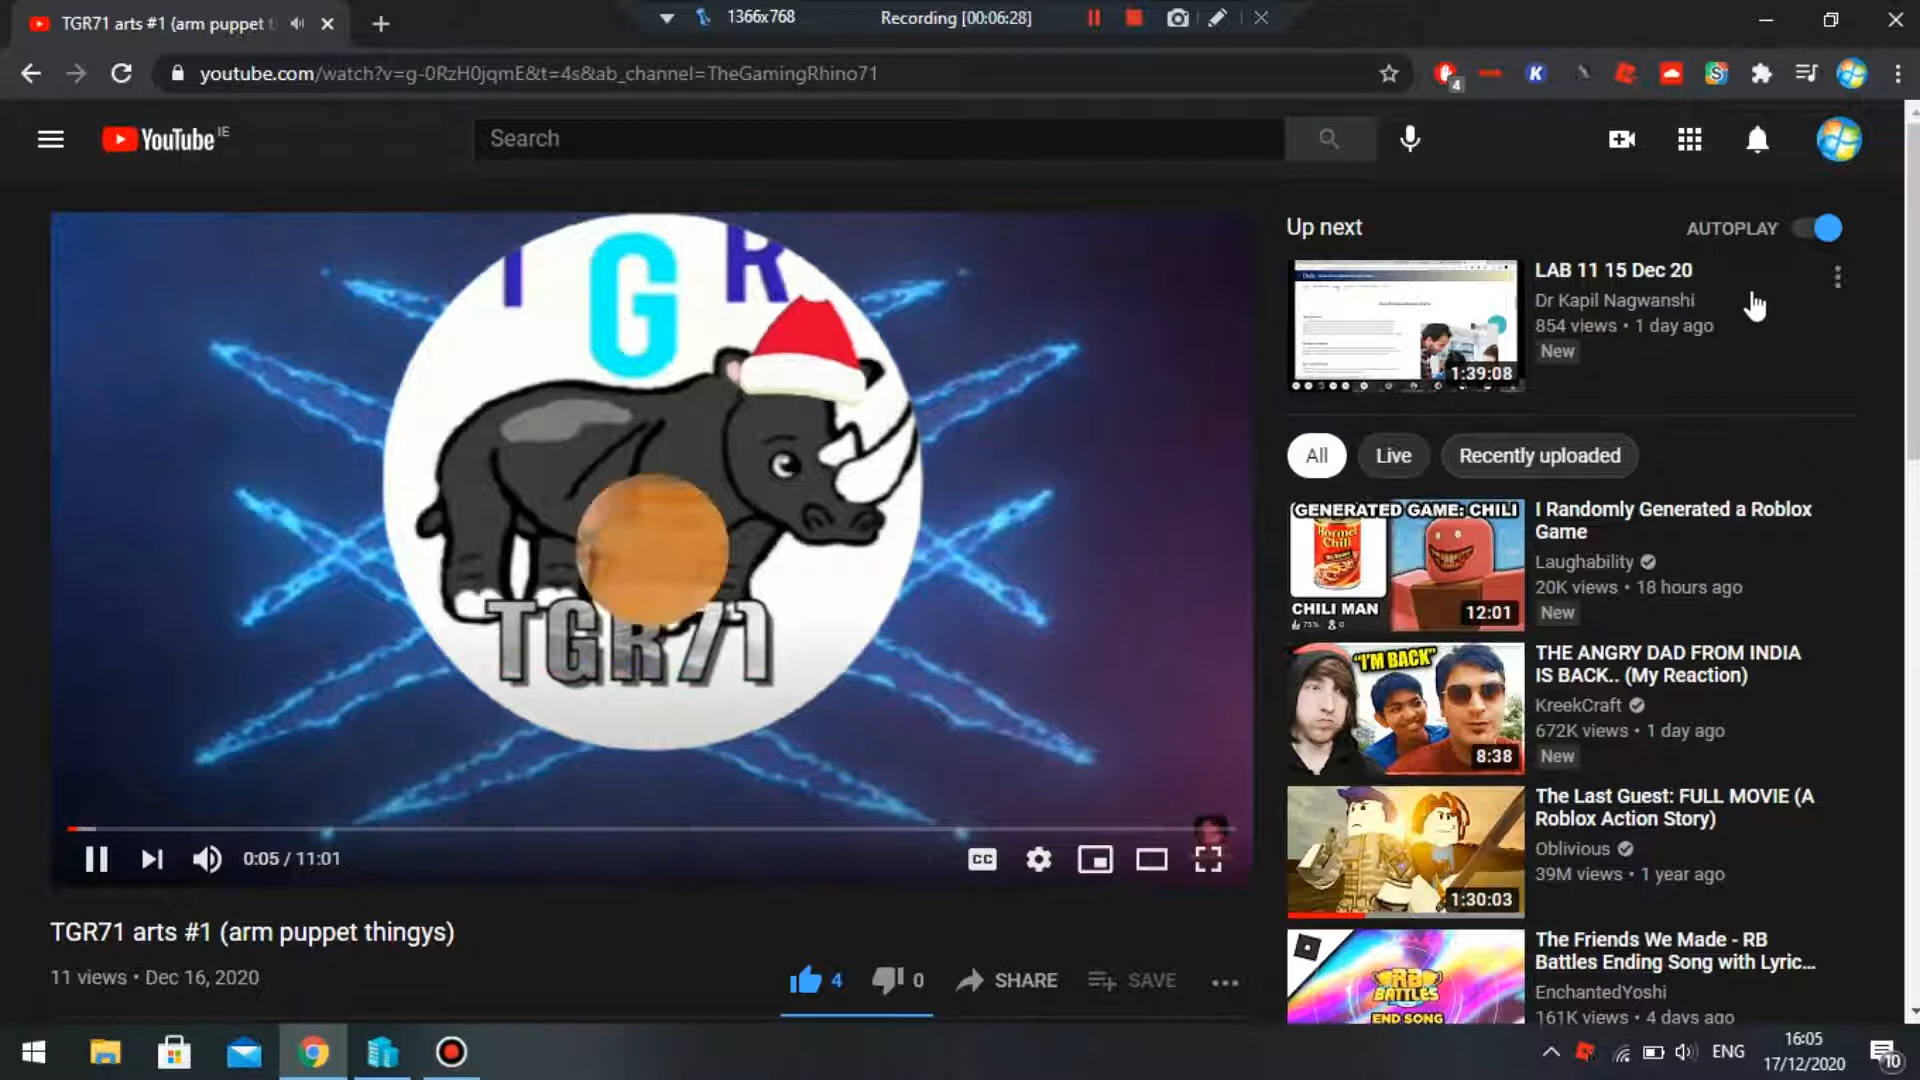 TGR71 arts #1 (arm puppet t
1366x768
Recording [00:06:28]
youtube.com/watch?v=g-0RzH0jqmE&t=4s&ab_channel=TheGamingRhino71
4
K
S
YouTube IE
Search
T G R
TGR71
0:05 / 11:01
CC
TGR71 arts #1 (arm puppet thingys)
11 views • Dec 16, 2020
4
0
SHARE
SAVE
Up next
AUTOPLAY
1:39:08
LAB 11 15 Dec 20
Dr Kapil Nagwanshi
854 views • 1 day ago
New
All
Live
Recently uploaded
GENERATED GAME: CHILI
Hormel
Chili
CHILI MAN
75% 0
12:01
I Randomly Generated a Roblox
Game
Laughability
20K views • 18 hours ago
New
"I'M BACK"
8:38
THE ANGRY DAD FROM INDIA
IS BACK.. (My Reaction)
KreekCraft
672K views • 1 day ago
New
1:30:03
The Last Guest: FULL MOVIE (A
Roblox Action Story)
Oblivious
39M views • 1 year ago
RB
BATTLES
END SONG
The Friends We Made - RB
Battles Ending Song with Lyric...
EnchantedYoshi
161K views • 4 days ago
ENG
16:05
17/12/2020
10